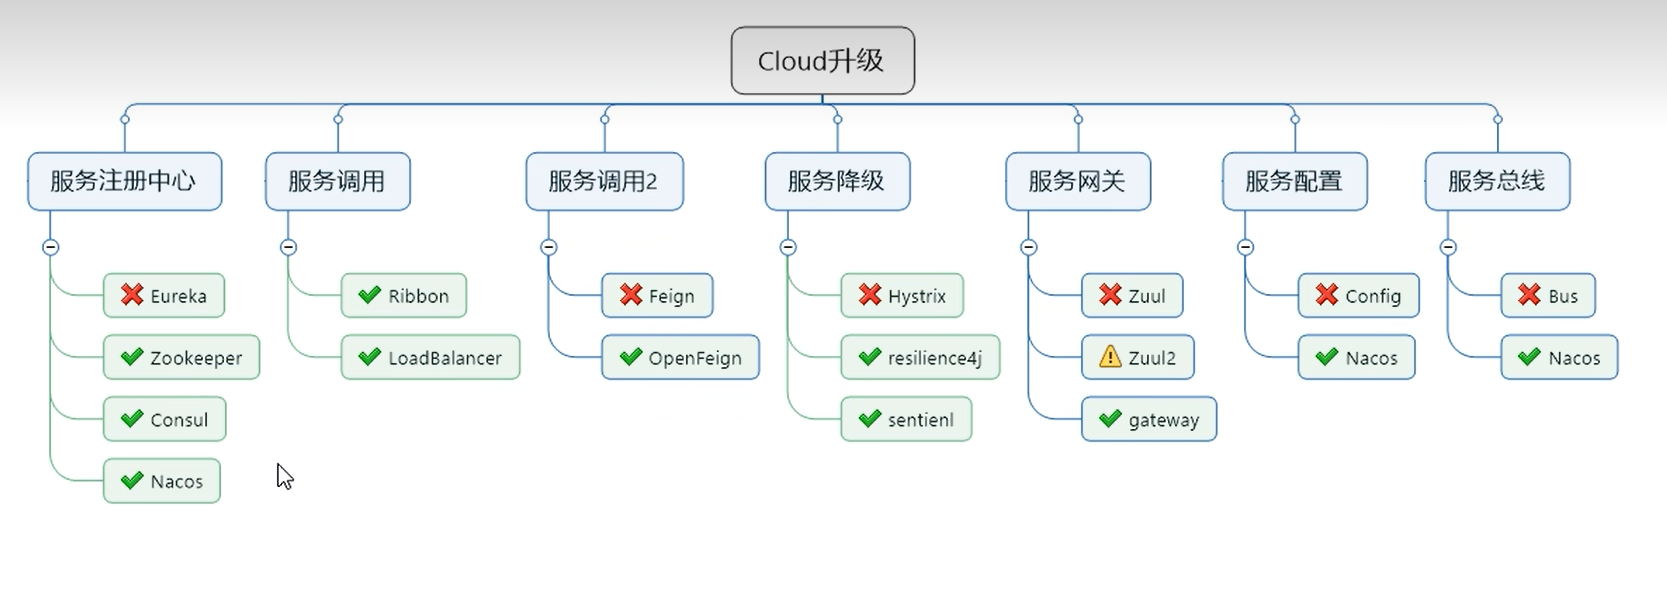 Cloud升级
服务注册中心
Eureka
Zookeeper
Consul
Nacos
服务调用
Ribbon
LoadBalancer
服务调用2
Feign
OpenFeign
服务降级
Hystrix
resilience4j
sentienl
服务网关
Zuul
Zuul2
gateway
服务配置
Config
Nacos
服务总线
Bus
Nacos